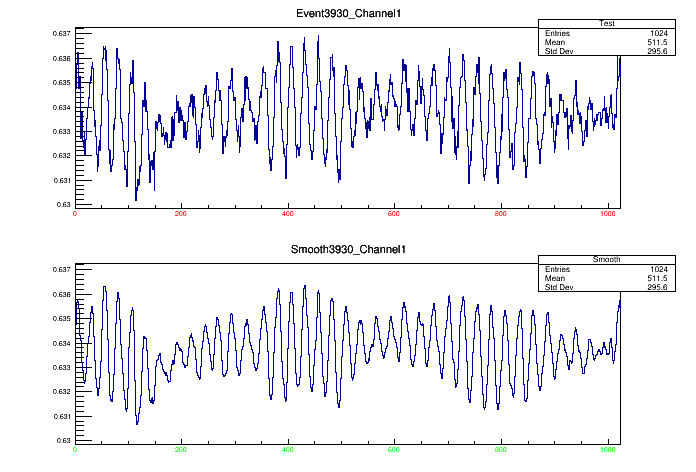 Event3930_Channel1
Test
Entries 1024
Mean 511.5
Std Dev 295.6
0.637
0.636
0.635
0.634
0.633
0.632
0.631
0.63
0 200 400 600 800 1000
Smooth3930_Channel1
Smooth
Entries 1024
Mean 511.5
Std Dev 295.6
0.637
0.636
0.635
0.634
0.633
0.632
0.631
0.63
0 200 400 600 800 1000